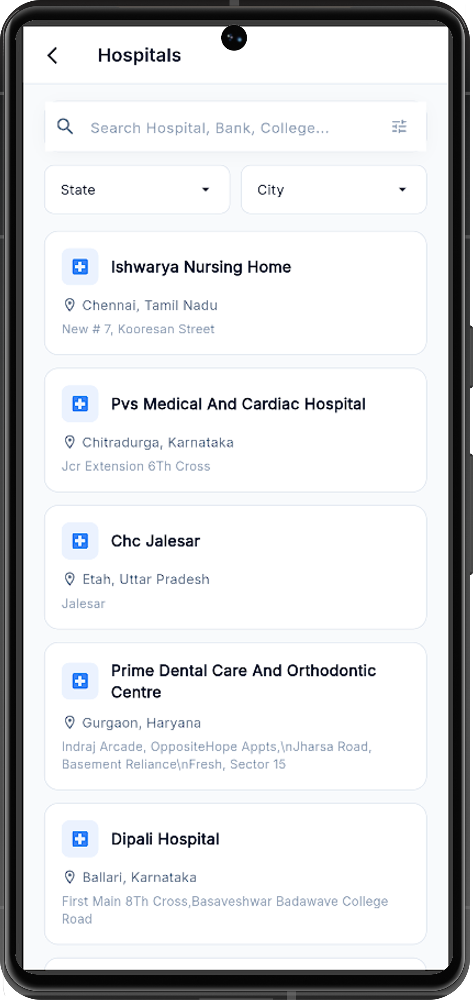 Hospitals
Search Hospital, Bank, College...
State
City
Ishwarya Nursing Home
Chennai, Tamil Nadu
New # 7, Kooresan Street
Pvs Medical And Cardiac Hospital
Chitradurga, Karnataka
Jcr Extension 6Th Cross
Chc Jalesar
Etah, Uttar Pradesh
Jalesar
Prime Dental Care And Orthodontic
Centre
Gurgaon, Haryana
Indraj Arcade, OppositeHope Appts,\nJharsa Road,
Basement Reliance\nFresh, Sector 15
Dipali Hospital
Ballari, Karnataka
First Main 8Th Cross,Basaveshwar Badawave College
Road